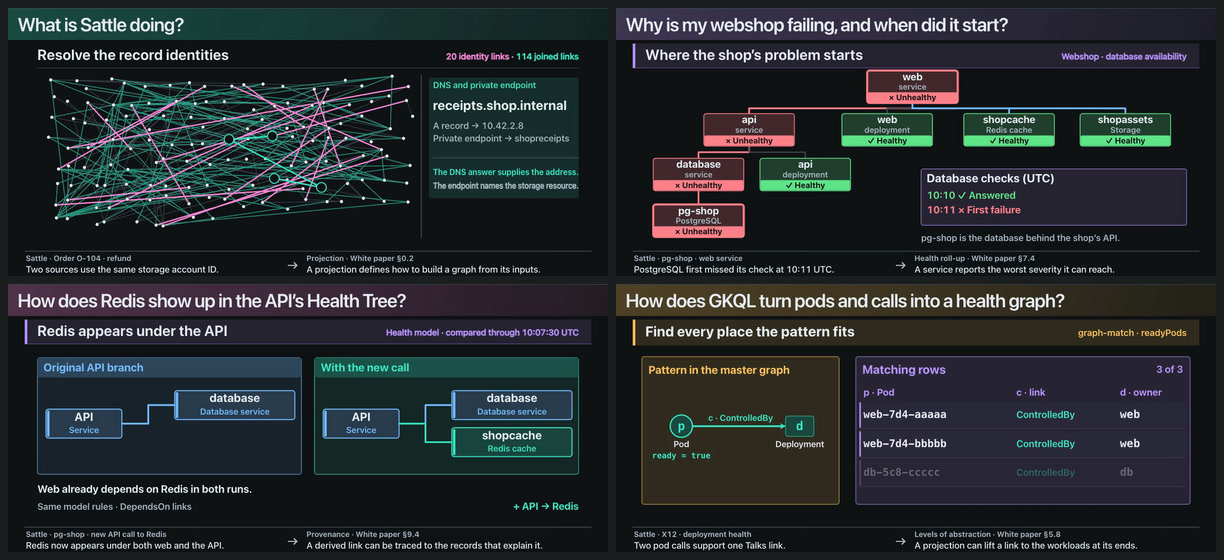 What is Sattle doing?
Resolve the record identities
20 identity links · 114 joined links
DNS and private endpoint
receipts.shop.internal
A record → 10.42.2.8
Private endpoint → shopreceipts
The DNS answer supplies the address.
The endpoint names the storage resource.
Sattle · Order O-104 · refund
Two sources use the same storage account ID.
→
Projection · White paper §0.2
A projection defines how to build a graph from its inputs.
Why is my webshop failing, and when did it start?
Where the shop's problem starts
Webshop · database availability
web
service
× Unhealthy
api
service
× Unhealthy
web
deployment
✓ Healthy
shopcache
Redis cache
✓ Healthy
shopassets
Storage
✓ Healthy
database
service
× Unhealthy
api
deployment
✓ Healthy
pg-shop
PostgreSQL
× Unhealthy
Database checks (UTC)
10:10 ✓ Answered
10:11 × First failure
pg-shop is the database behind the shop's API.
Sattle · pg-shop · web service
PostgreSQL first missed its check at 10:11 UTC.
→
Health roll-up · White paper §7.4
A service reports the worst severity it can reach.
How does Redis show up in the API's Health Tree?
Redis appears under the API
Health model · compared through 10:07:30 UTC
Original API branch
API
Service
database
Database service
With the new call
API
Service
database
Database service
shopcache
Redis cache
Web already depends on Redis in both runs.
Same model rules · DependsOn links
+ API → Redis
Sattle · pg-shop · new API call to Redis
Redis now appears under both web and the API.
→
Provenance · White paper §9.4
A derived link can be traced to the records that explain it.
How does GKQL turn pods and calls into a health graph?
Find every place the pattern fits
graph-match · readyPods
Pattern in the master graph
p
c · ControlledBy
d
Pod
Deployment
ready = true
Matching rows
3 of 3
p · Pod
c · link
d · owner
web-7d4-aaaaa
ControlledBy
web
web-7d4-bbbbb
ControlledBy
web
db-5c8-ccccc
ControlledBy
db
Sattle · X12 · deployment health
Two pod calls support one Talks link.
→
Levels of abstraction · White paper §5.8
A projection can lift a link to the workloads at its ends.